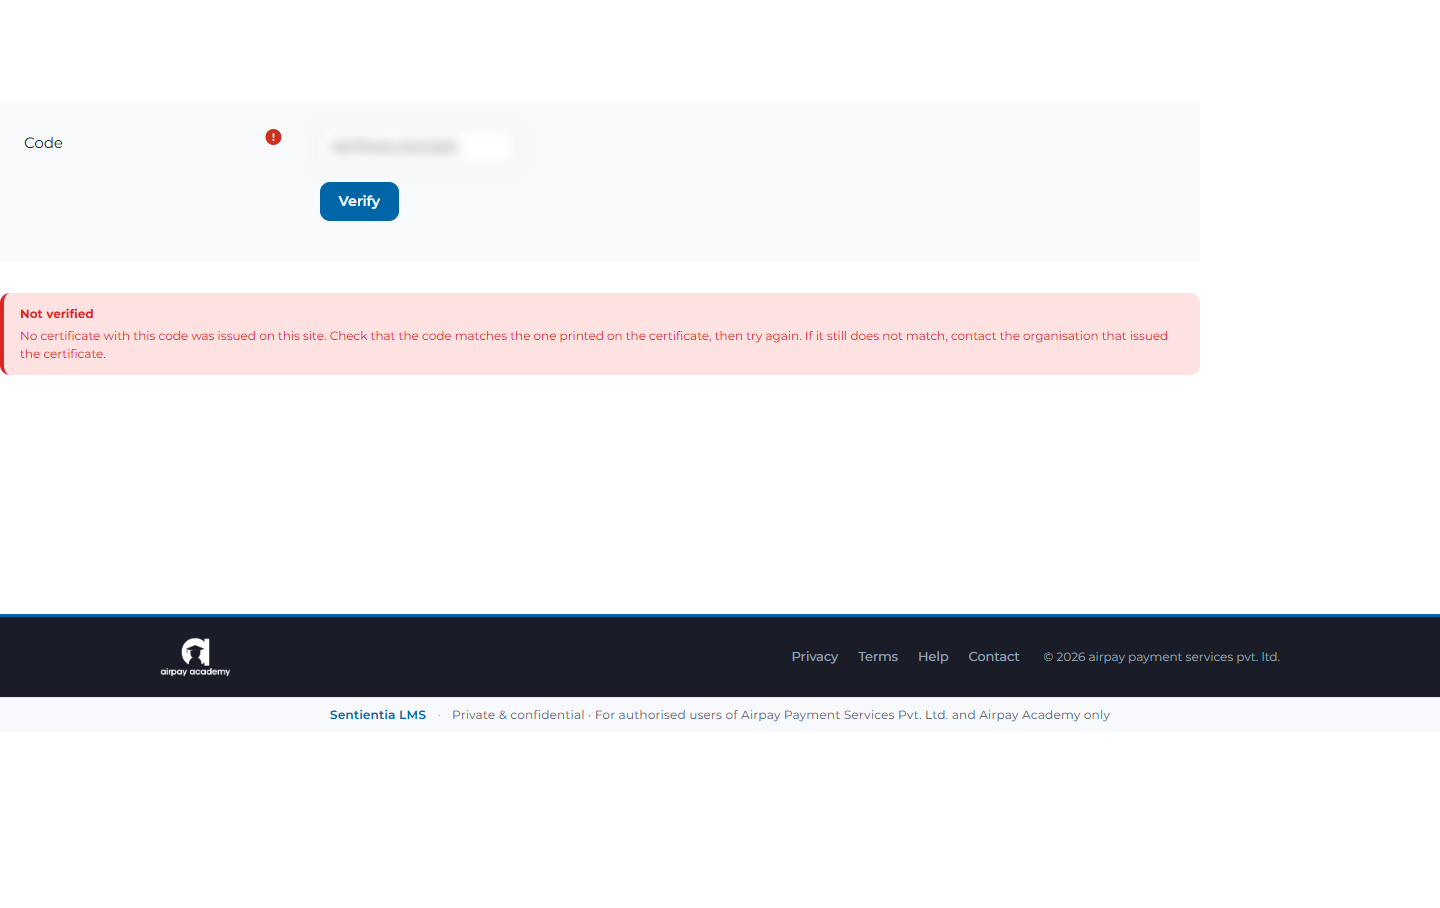 Code
Verify
Not verified
No certificate with this code was issued on this site. Check that the code matches the one printed on the certificate, then try again. If it still does not match, contact the organisation that issued
the certificate.
airpay academy
Privacy Terms Help Contact © 2026 airpay payment services pvt. ltd.
Sentientia LMS · Private & confidential · For authorised users of Airpay Payment Services Pvt. Ltd. and Airpay Academy only